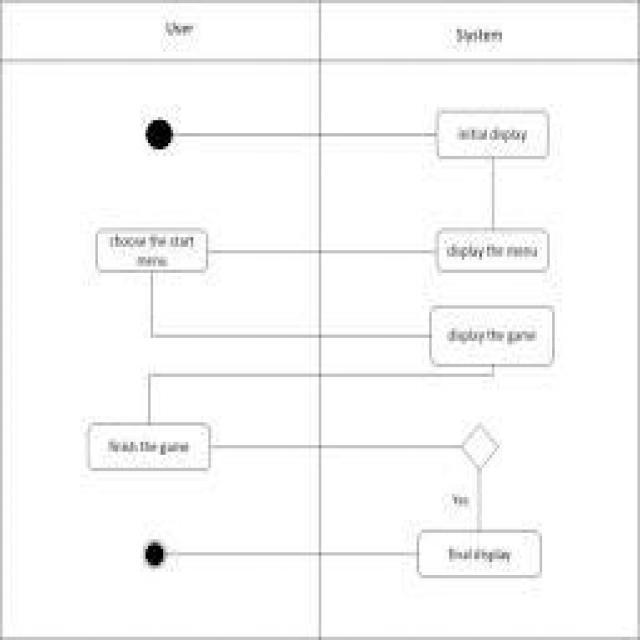 User
System
initial display
choose the start
menu
display the menu
display the game
finish the game
Yes
final display